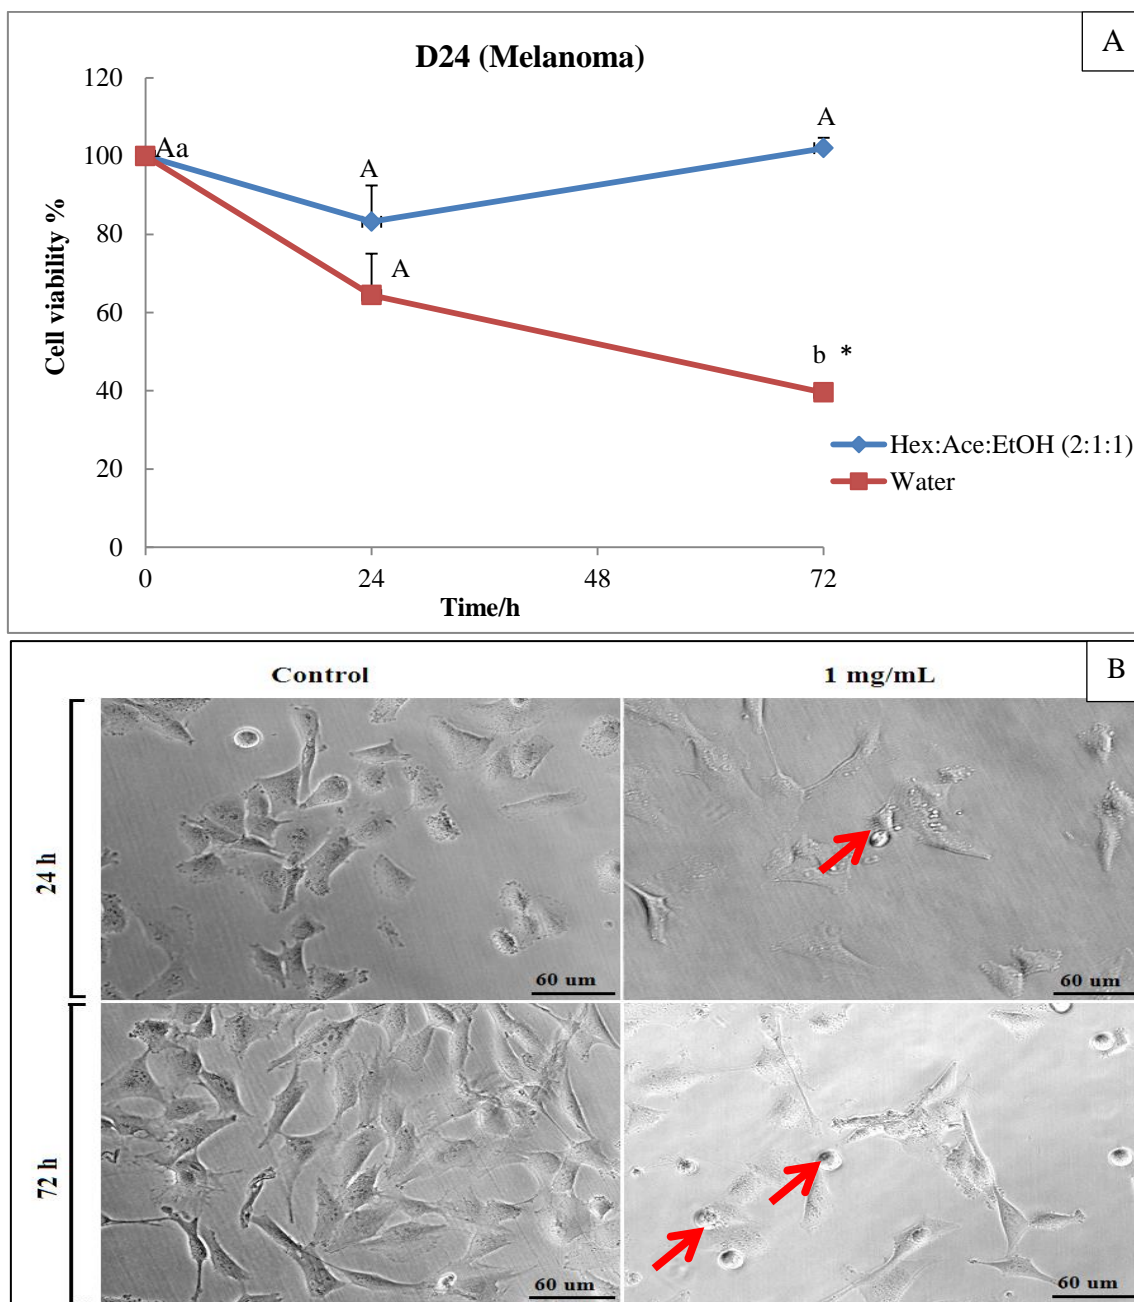 A
D24 (Melanoma)
120
100
80
60
40
20
0
Cell viability %
Aa
A
A
A
b *
0 24 48 72
Time/h
Hex:Ace:EtOH (2:1:1)
Water
B
Control 1 mg/mL
24 h
60 um 60 um
72 h
60 um 60 um